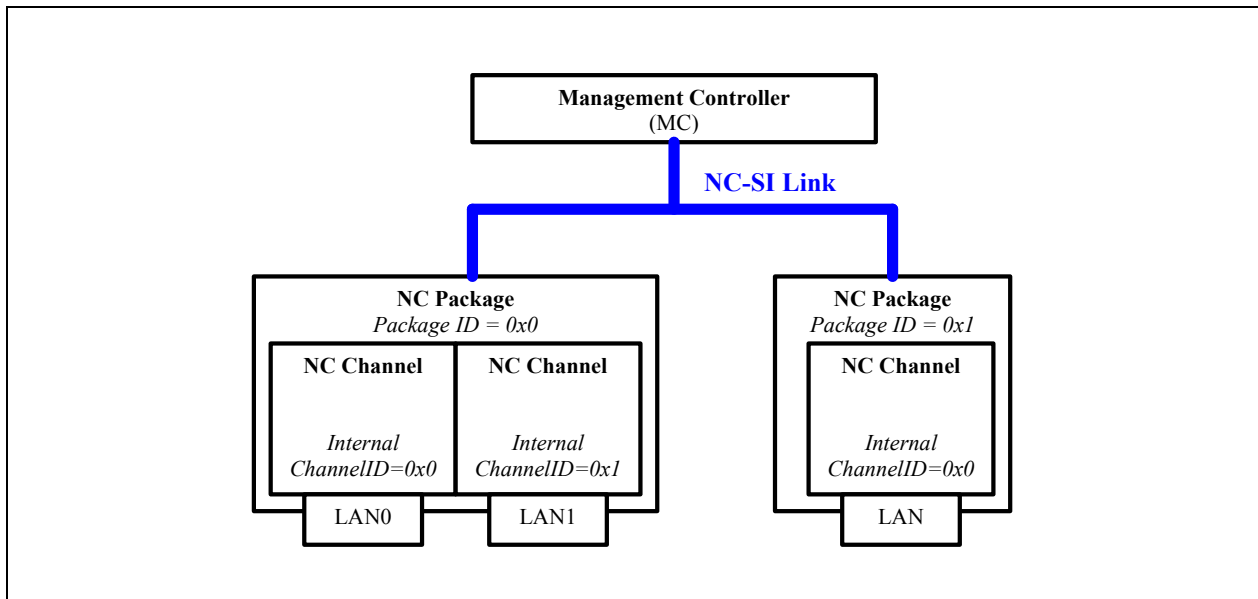 Management Controller
(MC)
NC-SI Link
NC Package
Package ID = 0x0
NC Channel
Internal
ChannelID=0x0
NC Channel
Internal
ChannelID=0x1
LAN0
LAN1
NC Package
Package ID = 0x1
NC Channel
Internal
ChannelID=0x0
LAN